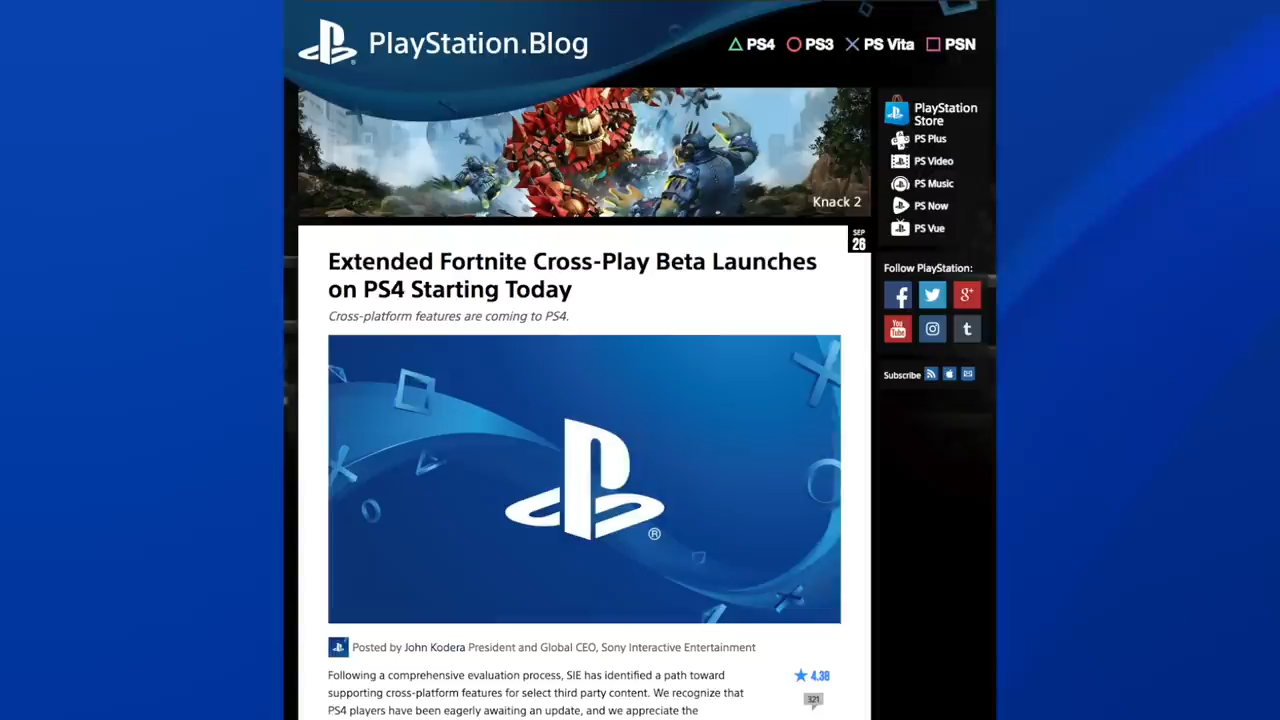 PlayStation.Blog
PS4 PS3 PS Vita PSN
Knack 2
PlayStation
Store
PS Plus
PS Video
PS Music
PS Now
PS Vue
SEP
26
Extended Fortnite Cross-Play Beta Launches
on PS4 Starting Today
Cross-platform features are coming to PS4.
Follow PlayStation:
f
g+
You
Tube
t
Subscribe
®
Posted by John Kodera President and Global CEO, Sony Interactive Entertainment
Following a comprehensive evaluation process, SIE has identified a path toward
supporting cross-platform features for select third party content. We recognize that
PS4 players have been eagerly awaiting an update, and we appreciate the
4.38
321